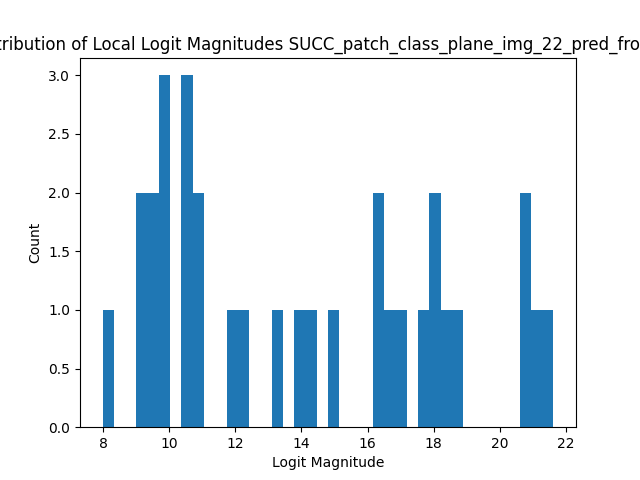 tribution of Local Logit Magnitudes SUCC_patch_class_plane_img_22_pred_fro
3.0
2.5
2.0
1.5
1.0
0.5
0.0
Count
8 10 12 14 16 18 20 22
Logit Magnitude